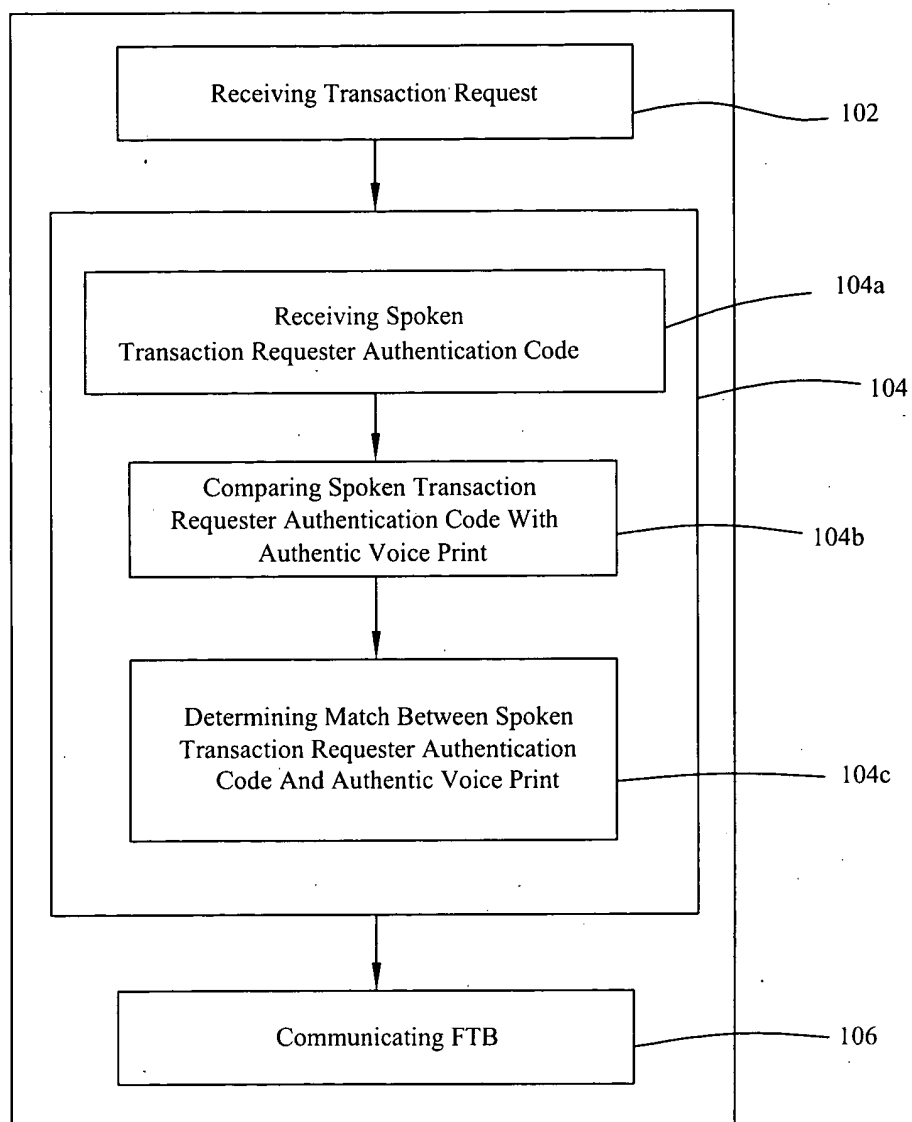 Receiving Transaction Request
102
104a
Receiving Spoken
Transaction Requester Authentication Code
104
Comparing Spoken Transaction
Requester Authentication Code With
Authentic Voice Print
104b
Determining Match Between Spoken
Transaction Requester Authentication
Code And Authentic Voice Print
104c
Communicating FTB
106